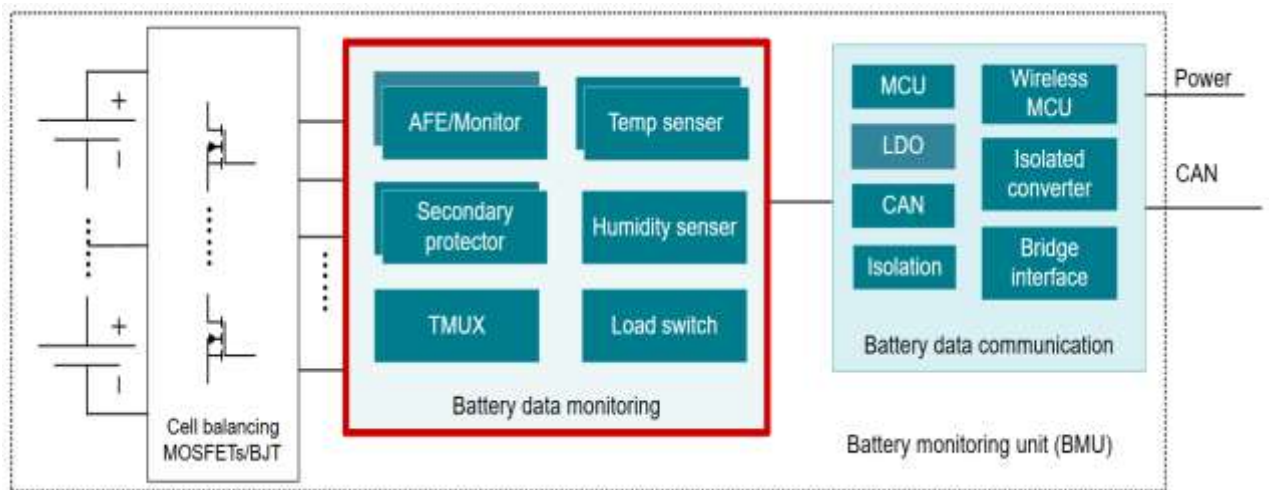 +
−
+
−
Cell balancing
MOSFETs/BJT
AFE/Monitor
Temp senser
Secondary
protector
Humidity senser
TMUX
Load switch
Battery data monitoring
MCU
Wireless
MCU
LDO
Isolated
converter
CAN
Isolation
Bridge
interface
Battery data communication
Battery monitoring unit (BMU)
Power
CAN